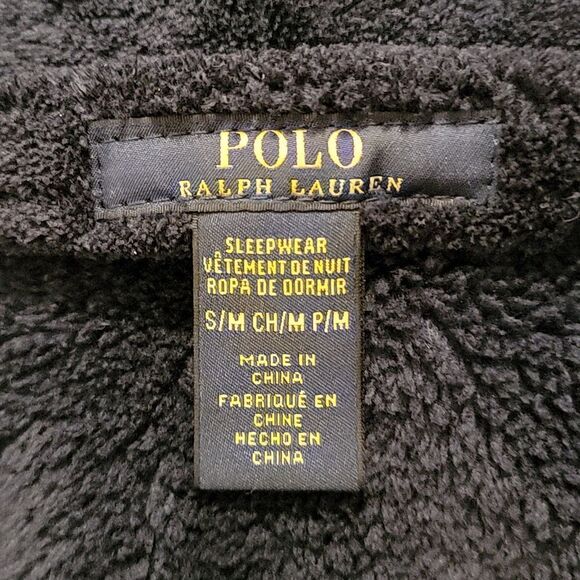 POLO
RALPH LAUREN
SLEEPWEAR
VÊTEMENT DE NUIT
ROPA DE DORMIR
S/M CH/M P/M
MADE IN
CHINA
FABRIQUÉ EN
CHINE
HECHO EN
CHINA